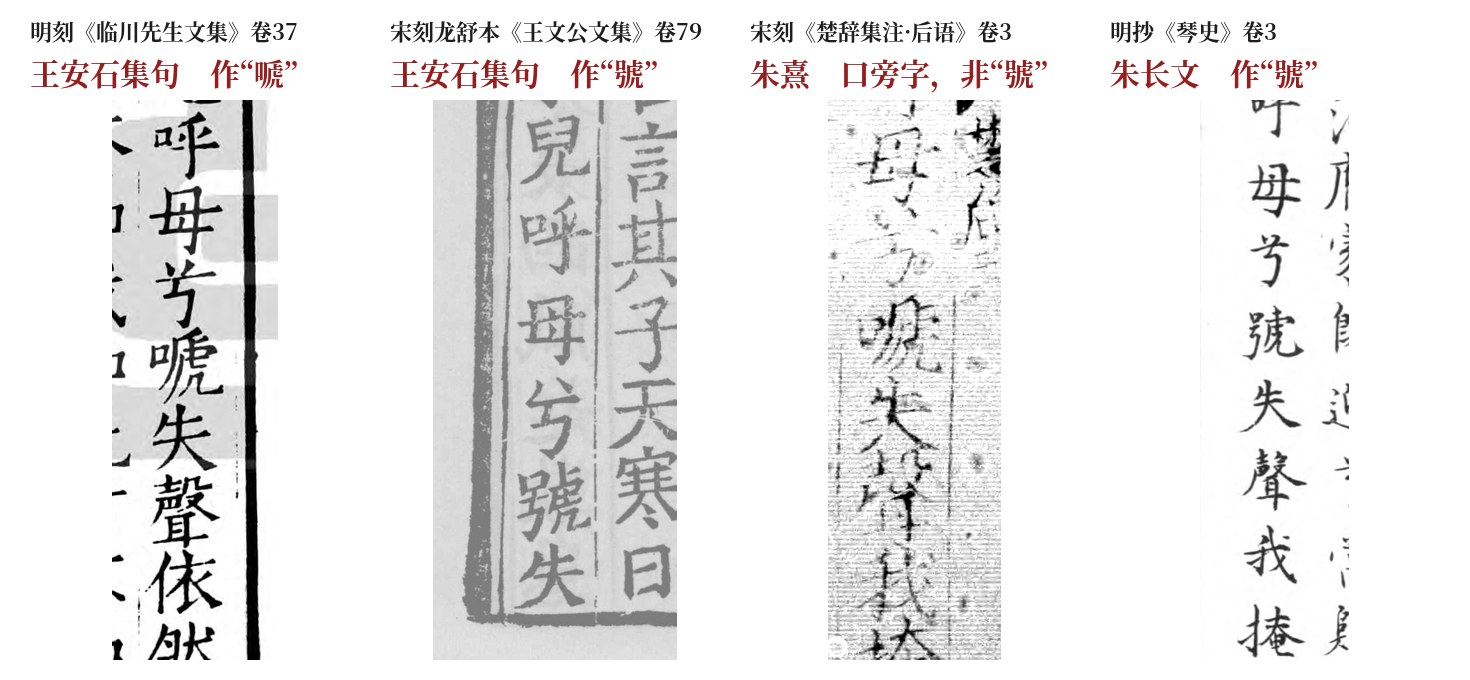 明刻《临川先生文集》卷37
王安石集句 作“嗁”
呼母兮嗁失聲依然
宋刻龙舒本《王文公文集》卷79
王安石集句 作“號”
言其子天寒日
兒呼母兮號失
宋刻《楚辞集注·后语》卷3
朱熹 口旁字，非“號”
母兮嗁失聲我掩
明抄《琴史》卷3
朱长文 作“號”
呼母兮號失聲我掩